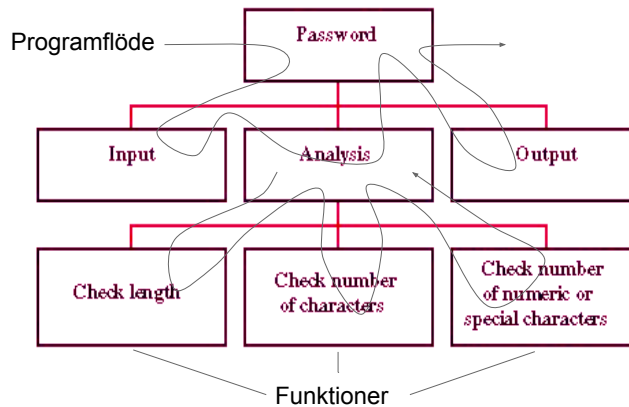 Programflöde
Password
Input
Analysis
Output
Check length
Check number
of characters
Check number
of numeric or
special characters
Funktioner